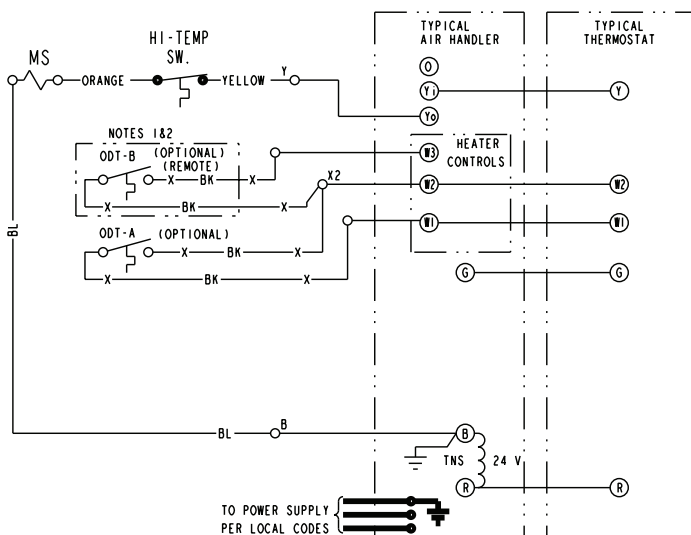 TYPICAL
AIR HANDLER
TYPICAL
THERMOSTAT
HI-TEMP
SW.
MS
ORANGE
YELLOW
Y
O
Yi
Y
Yo
NOTES 1&2
ODT-B
(OPTIONAL)
(REMOTE)
X
BK
X
W3
HEATER
CONTROLS
X2
W2
W2
X
BK
X
ODT-A
(OPTIONAL)
X
BK
X
W1
W1
X
BK
X
G
G
BL
BL
B
B
TNS
24 V
R
R
TO POWER SUPPLY
PER LOCAL CODES